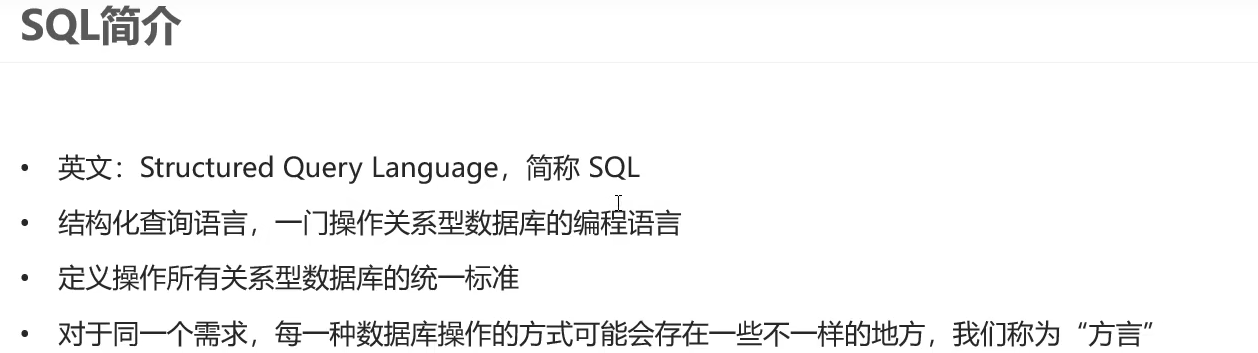 SQL简介
• 英文：Structured Query Language，简称 SQL
• 结构化查询语言，一门操作关系型数据库的编程语言
• 定义操作所有关系型数据库的统一标准
• 对于同一个需求，每一种数据库操作的方式可能会存在一些不一样的地方，我们称为“方言”